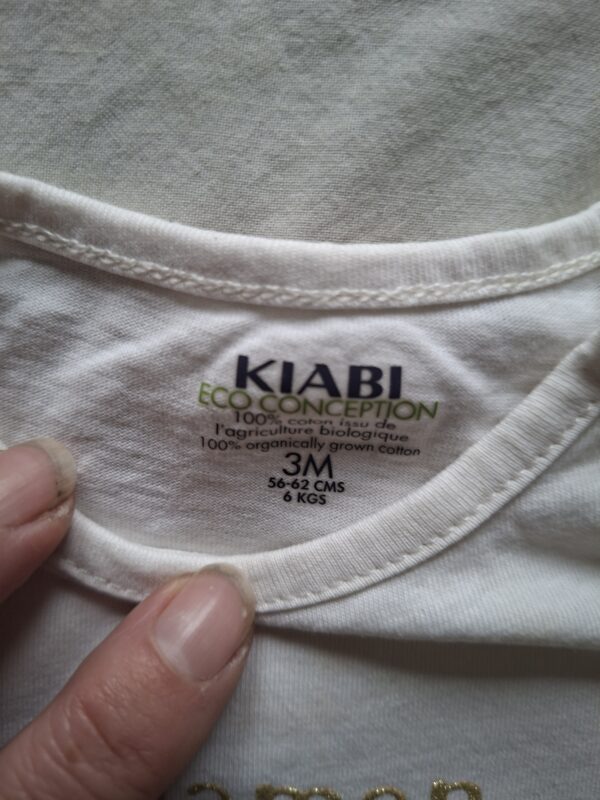 KIABI
ECO CONCEPTION
100% coton issu de
l'agriculture biologique
100% organically grown cotton
3M
56-62 CMS
6 KGS